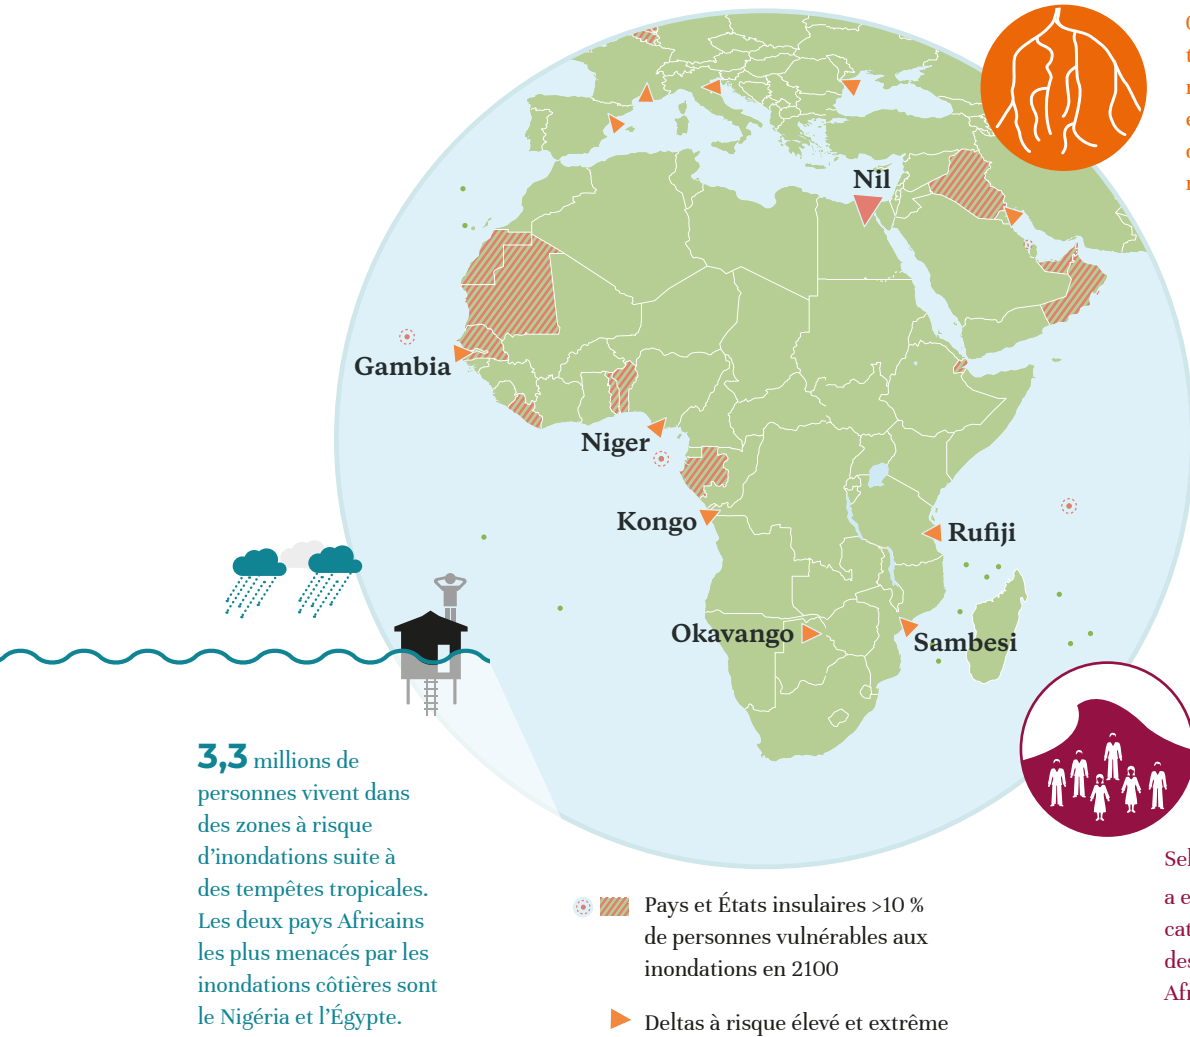 Nil
Gambia
Niger
Kongo
Rufiji
Okavango
Sambesi
3,3 millions de
personnes vivent dans
des zones à risque
d'inondations suite à
des tempêtes tropicales.
Les deux pays Africains
les plus menacés par les
inondations côtières sont
le Nigéria et l'Égypte.
Pays et États insulaires >10 %
de personnes vulnérables aux
inondations en 2100
Deltas à risque élevé et extrême
a